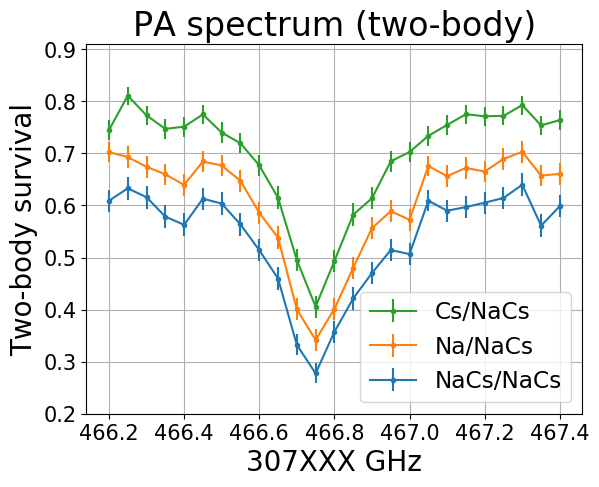 PA spectrum (two-body)
Two-body survival
0.9
0.8
0.7
0.6
0.5
0.4
0.3
0.2
Cs/NaCs
Na/NaCs
NaCs/NaCs
466.2 466.4 466.6 466.8 467.0 467.2 467.4
307XXX GHz